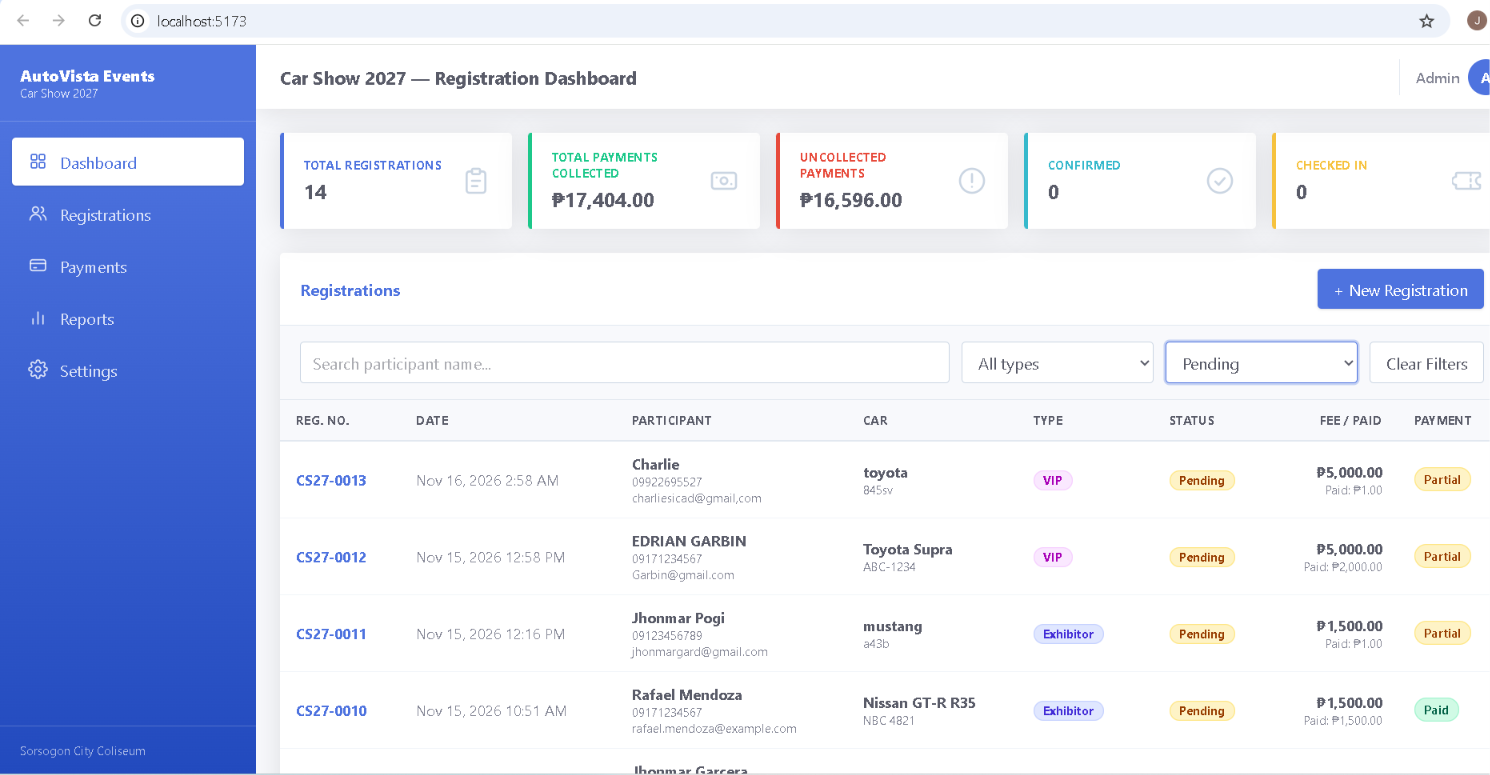 localhost:5173
J
AutoVista Events
Car Show 2027
Dashboard
Registrations
Payments
Reports
Settings
Sorsogon City Coliseum
Car Show 2027 — Registration Dashboard
Admin
A
TOTAL REGISTRATIONS
14
TOTAL PAYMENTS
COLLECTED
₱17,404.00
UNCOLLECTED
PAYMENTS
₱16,596.00
CONFIRMED
0
CHECKED IN
0
Registrations
+ New Registration
Search participant name...
All types
Pending
Clear Filters
REG. NO. DATE PARTICIPANT CAR TYPE STATUS FEE / PAID PAYMENT
CS27-0013 Nov 16, 2026 2:58 AM
Charlie
09922695527
charliesicad@gmail,com
toyota
845sv
VIP
Pending
₱5,000.00
Paid: ₱1.00
Partial
CS27-0012 Nov 15, 2026 12:58 PM
EDRIAN GARBIN
09171234567
Garbin@gmail.com
Toyota Supra
ABC-1234
VIP
Pending
₱5,000.00
Paid: ₱2,000.00
Partial
CS27-0011 Nov 15, 2026 12:16 PM
Jhonmar Pogi
09123456789
jhonmargard@gmail.com
mustang
a43b
Exhibitor
Pending
₱1,500.00
Paid: ₱1.00
Partial
CS27-0010 Nov 15, 2026 10:51 AM
Rafael Mendoza
09171234567
rafael.mendoza@example.com
Nissan GT-R R35
NBC 4821
Exhibitor
Pending
₱1,500.00
Paid: ₱1,500.00
Paid
Jhonmar Garcera